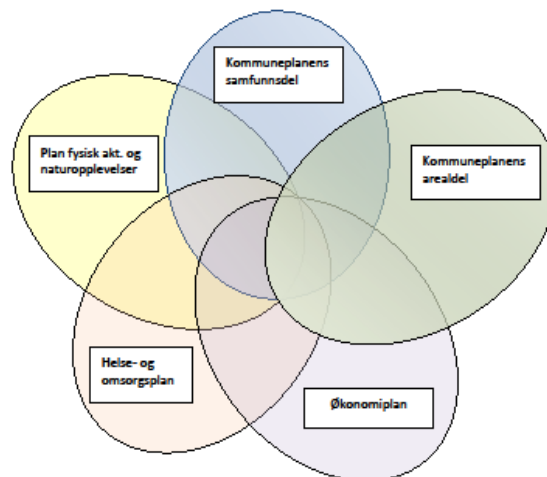 Kommuneplanens
samfunnsdel
Plan fysisk akt. og
naturopplevelser
Kommuneplanens
arealdel
Helse- og
omsorgsplan
Økonomiplan